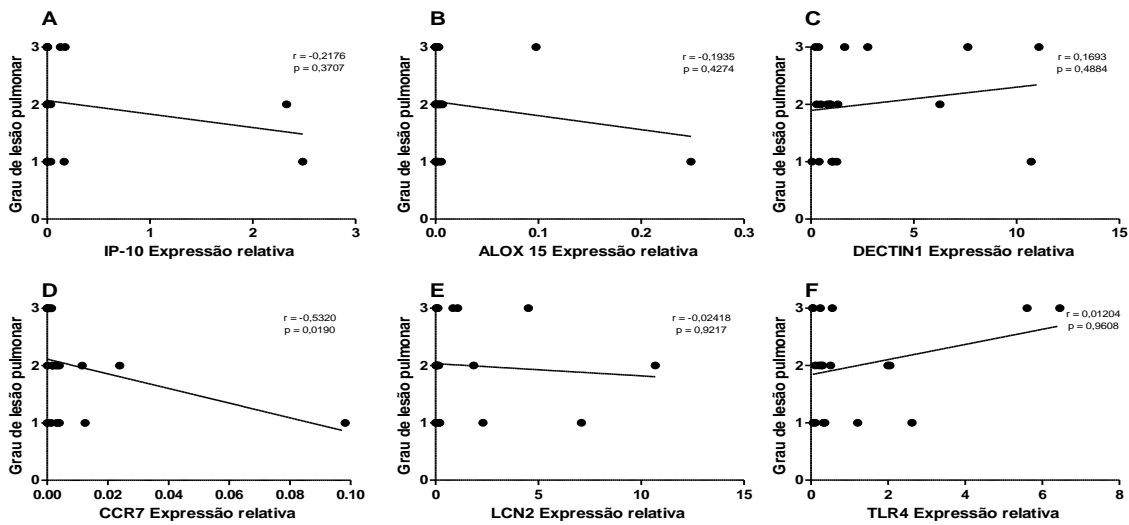 A
r = -0,2176
p = 0,3707
Grau de lesão pulmonar
3
2
1
0
0 1 2 3
IP-10 Expressão relativa
B
r = -0,1935
p = 0,4274
Grau de lesão pulmonar
3
2
1
0
0.0 0.1 0.2 0.3
ALOX 15 Expressão relativa
C
r = 0,1693
p = 0,4884
Grau de lesão pulmonar
3
2
1
0
0 5 10 15
DECTIN1 Expressão relativa
D
r = -0,5320
p = 0,0190
Grau de lesão pulmonar
3
2
1
0
0.00 0.02 0.04 0.06 0.08 0.10
CCR7 Expressão relativa
E
r = -0,02418
p = 0,9217
Grau de lesão pulmonar
3
2
1
0
0 5 10 15
LCN2 Expressão relativa
F
r = 0,01204
p = 0,9608
Grau de lesão pulmonar
3
2
1
0
0 2 4 6 8
TLR4 Expressão relativa